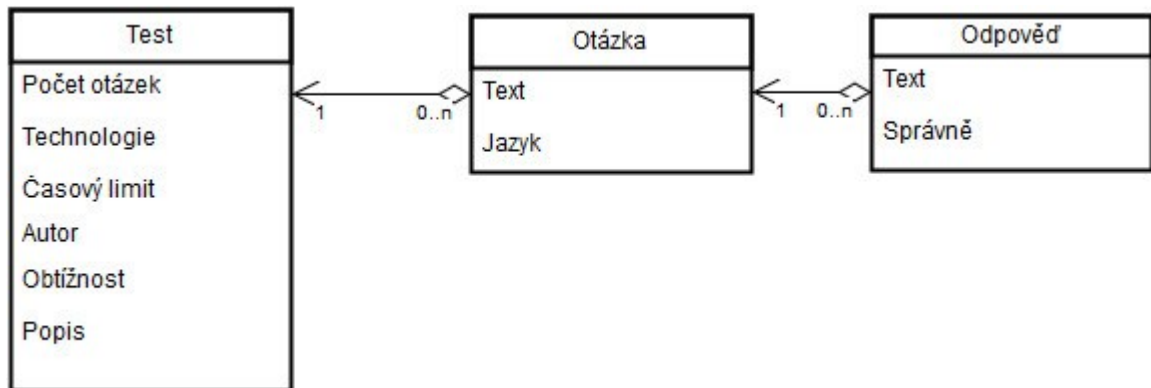 Test
Počet otázek
Technologie
Časový limit
Autor
Obtížnost
Popis
1
0..n
Otázka
Text
Jazyk
1
0..n
Odpověď
Text
Správně